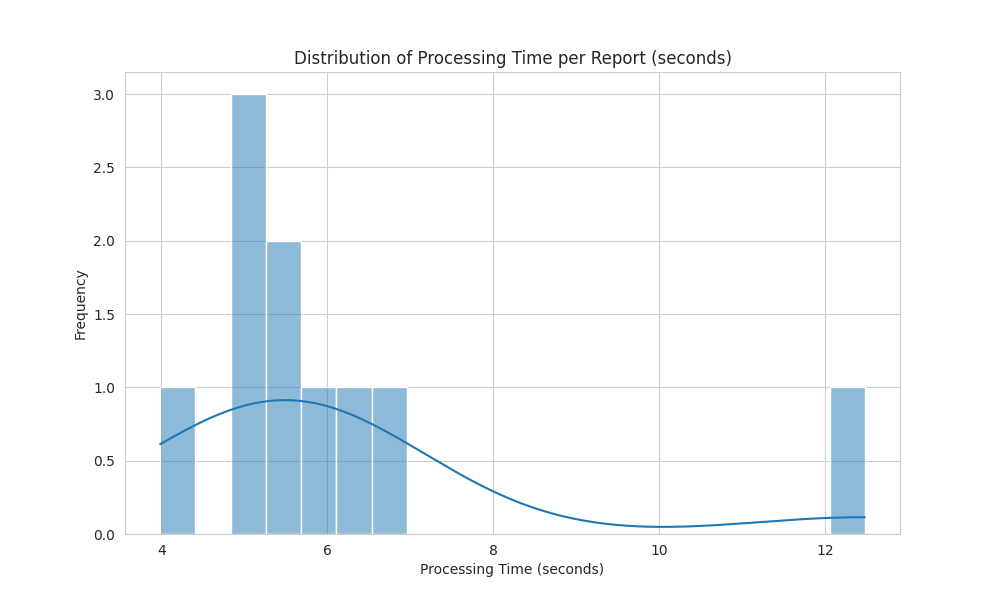 Distribution of Processing Time per Report (seconds)
3.0
2.5
2.0
1.5
1.0
0.5
0.0
Frequency
4 6 8 10 12
Processing Time (seconds)